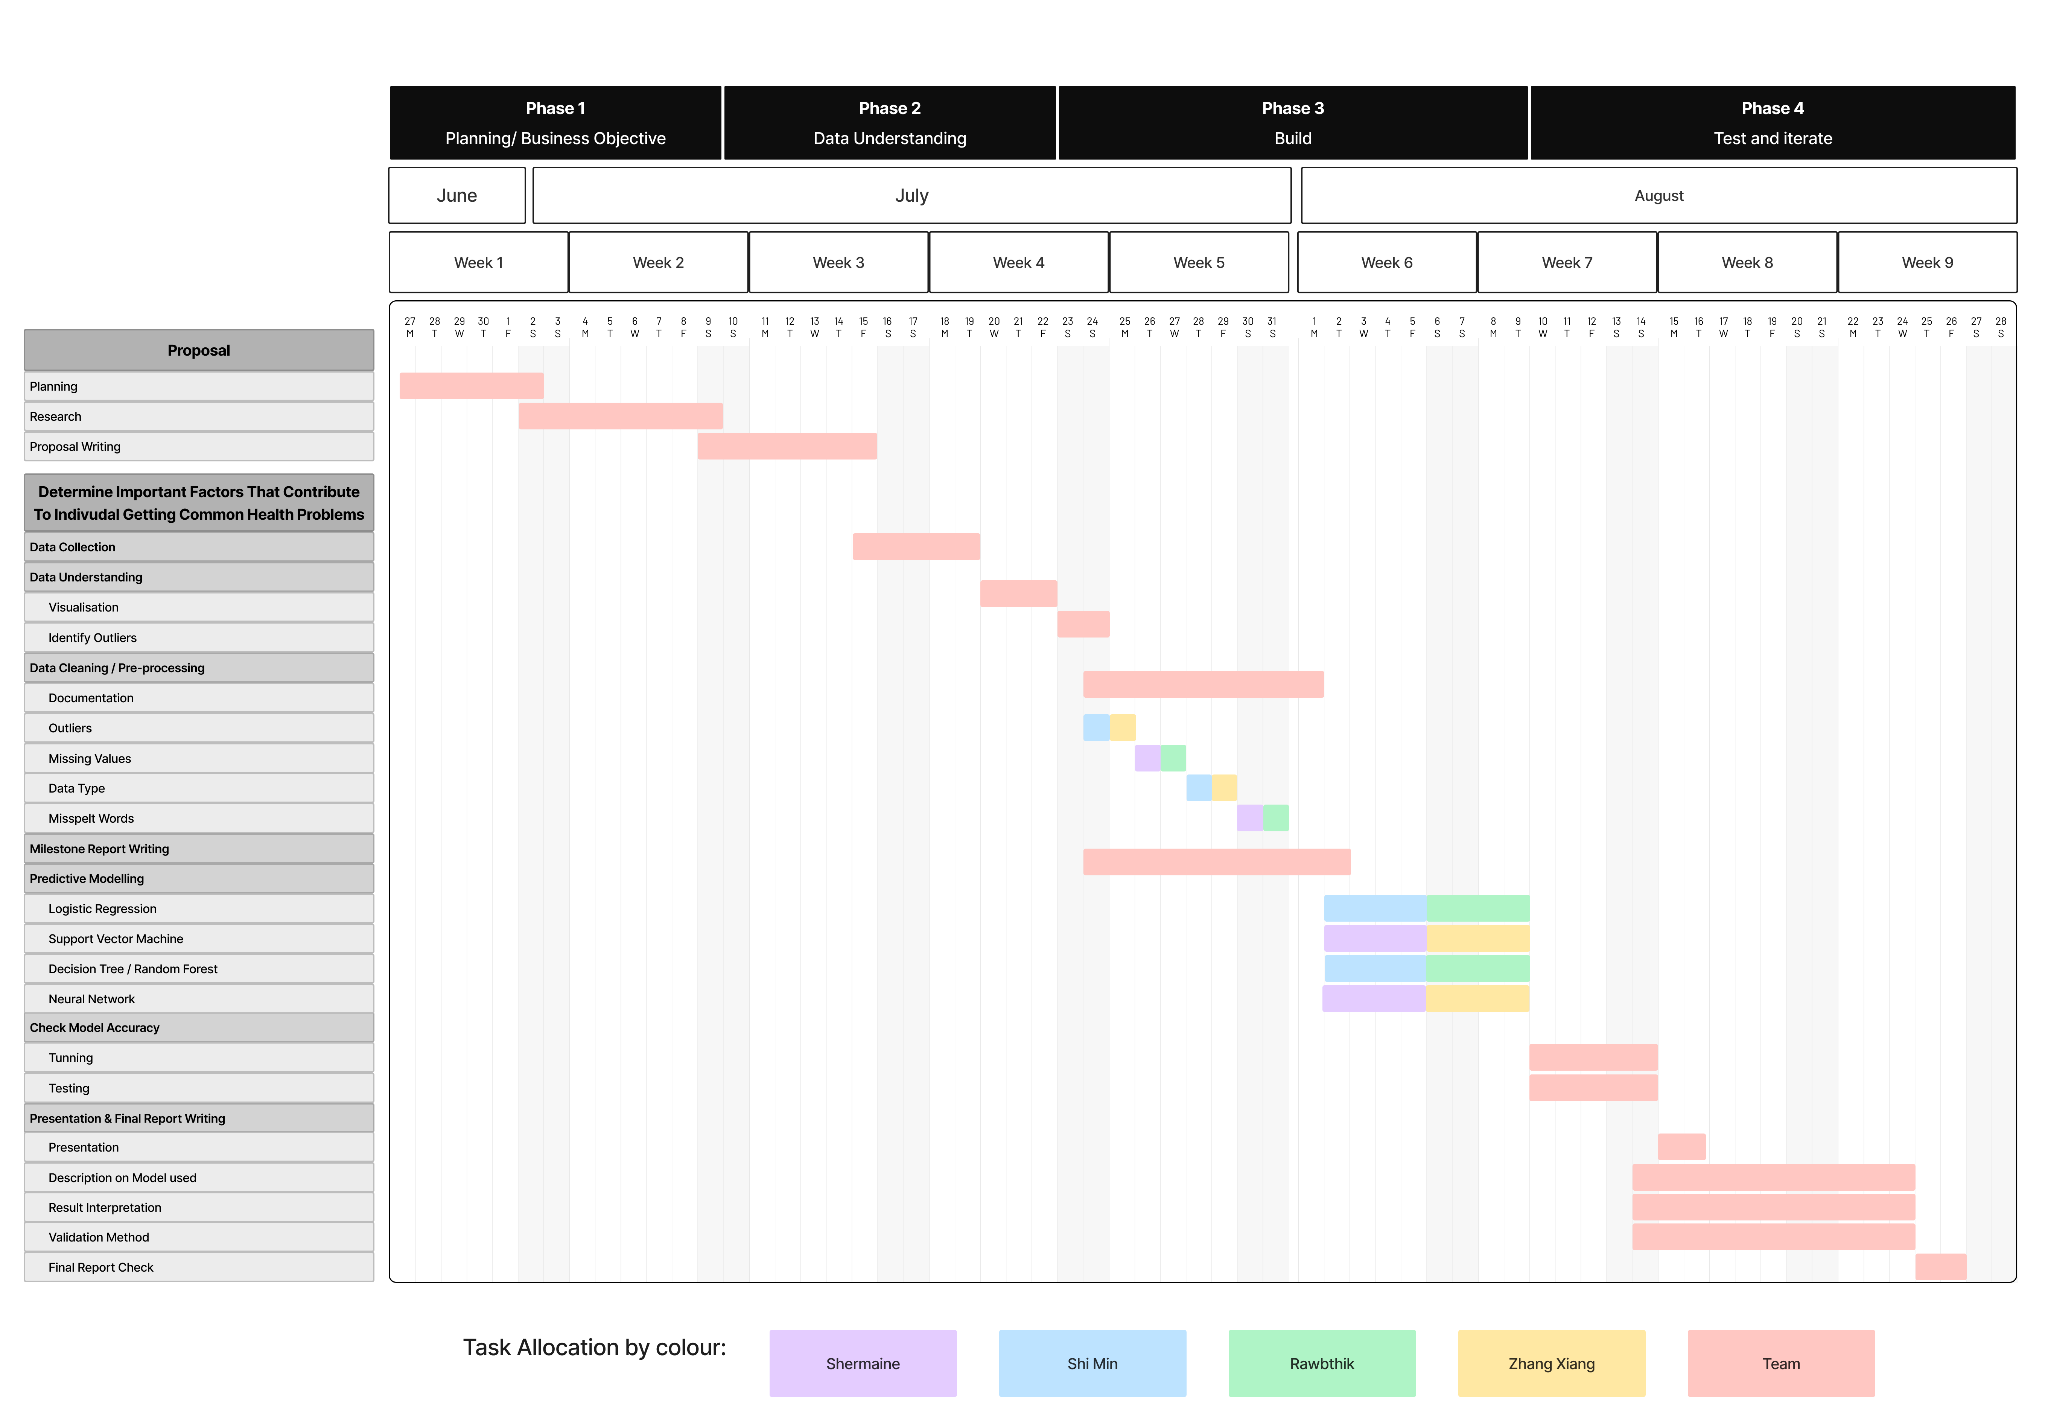 Phase 1
Planning/ Business Objective
Phase 2
Data Understanding
Phase 3
Build
Phase 4
Test and iterate
June
July
August
Week 1
Week 2
Week 3
Week 4
Week 5
Week 6
Week 7
Week 8
Week 9
27 28 29 30 1 2 3 4 5 6 7 8 9 10 11 12 13 14 15 16 17 18 19 20 21 22 23 24 25 26 27 28 29 30 31 1 2 3 4 5 6 7 8 9 10 11 12 13 14 15 16 17 18 19 20 21 22 23 24 25 26 27 28
M T W T F S S M T W T F S S M T W T F S S M T W T F S S M T W T F S S M T W T F S S M T W T F S S M T W T F S S M T W T F S S
Proposal
Planning
Research
Proposal Writing
Determine Important Factors That Contribute
To Indivudal Getting Common Health Problems
Data Collection
Data Understanding
Visualisation
Identify Outliers
Data Cleaning / Pre-processing
Documentation
Outliers
Missing Values
Data Type
Misspelt Words
Milestone Report Writing
Predictive Modelling
Logistic Regression
Support Vector Machine
Decision Tree / Random Forest
Neural Network
Check Model Accuracy
Tunning
Testing
Presentation & Final Report Writing
Presentation
Description on Model used
Result Interpretation
Validation Method
Final Report Check
Task Allocation by colour:
Shermaine
Shi Min
Rawbthik
Zhang Xiang
Team